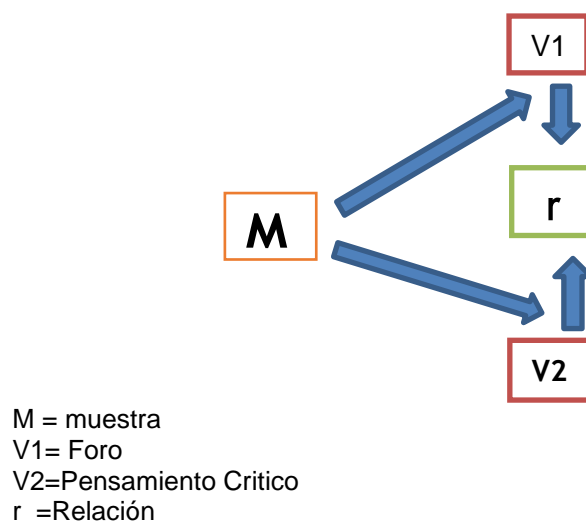 V1
M
r
V2
M = muestra
V1= Foro
V2=Pensamiento Critico
r  =Relación